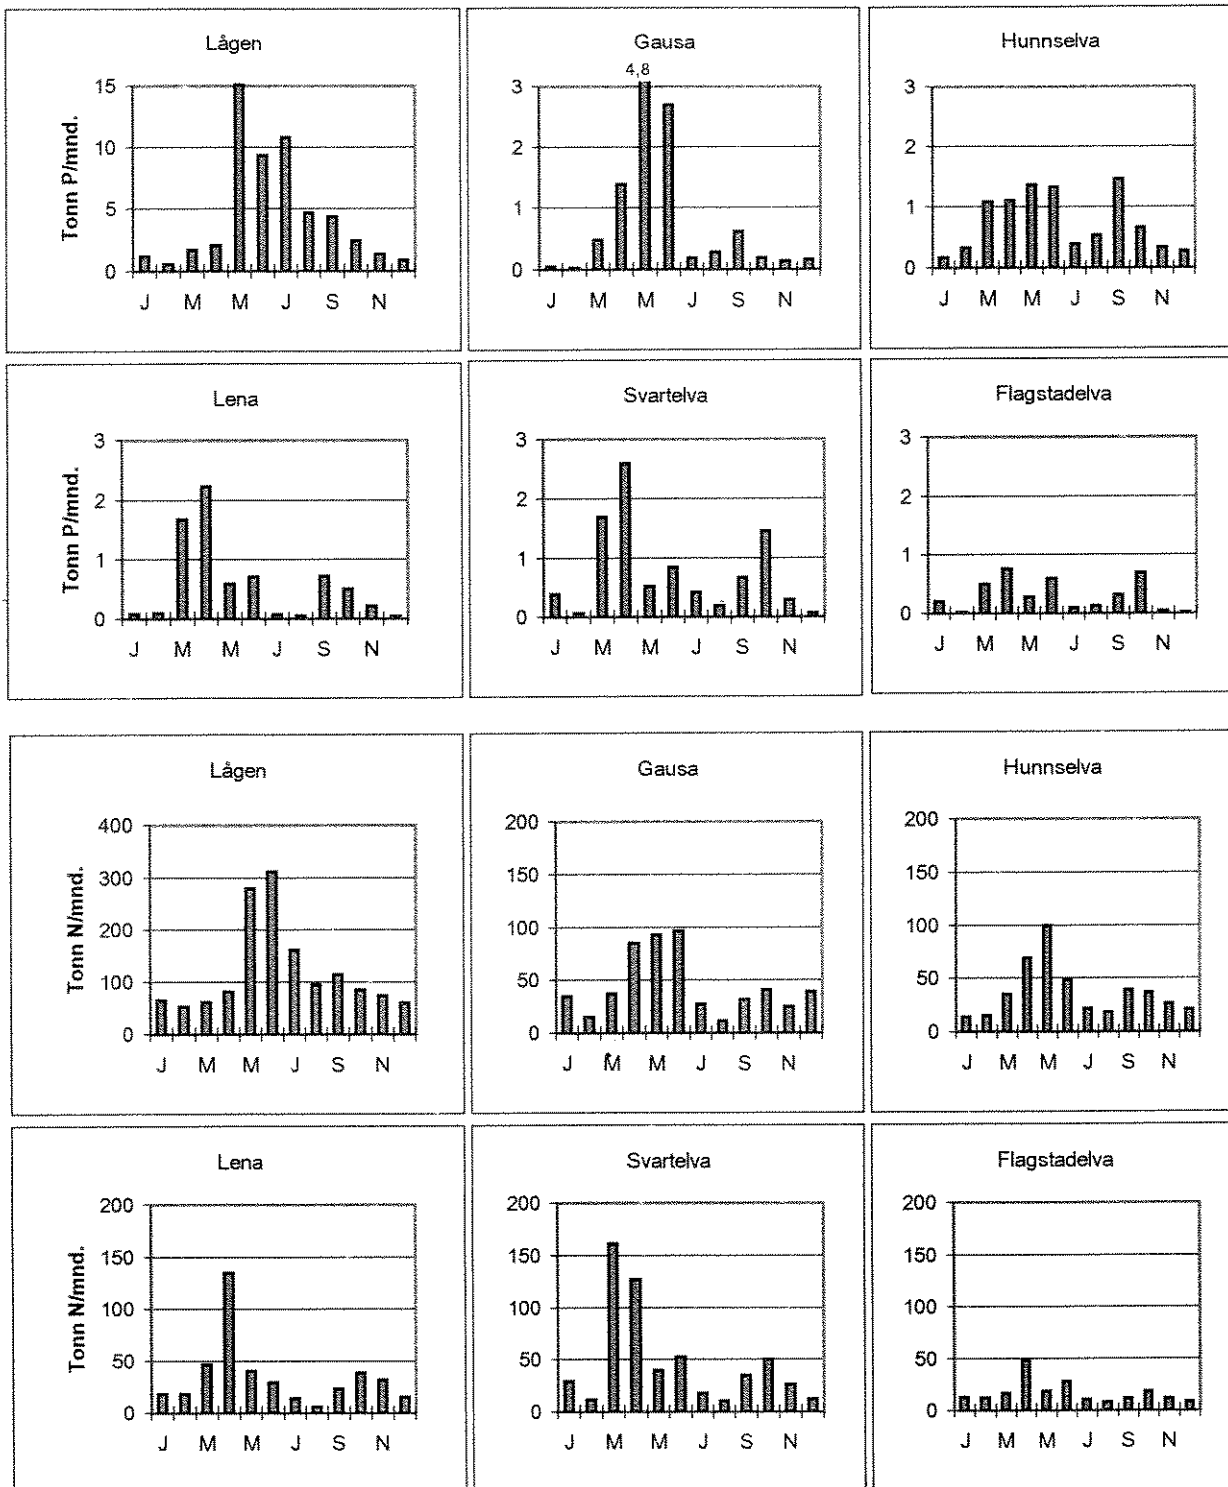 Lågen
Gausa
Hunnselva
Tonn P/mnd.
15
10
5
0
J M M J S N
4,8
3
2
1
0
J M M J S N
3
2
1
0
J M M J S N
Lena
Svartelva
Flagstadelva
Tonn P/mnd.
3
2
1
0
J M M J S N
3
2
1
0
J M M J S N
3
2
1
0
J M M J S N
Lågen
Gausa
Hunnselva
Tonn N/mnd.
400
300
200
100
0
J M M J S N
200
150
100
50
0
J M M J S N
200
150
100
50
0
J M M J S N
Lena
Svartelva
Flagstadelva
Tonn N/mnd.
200
150
100
50
0
J M M J S N
200
150
100
50
0
J M M J S N
200
150
100
50
0
J M M J S N